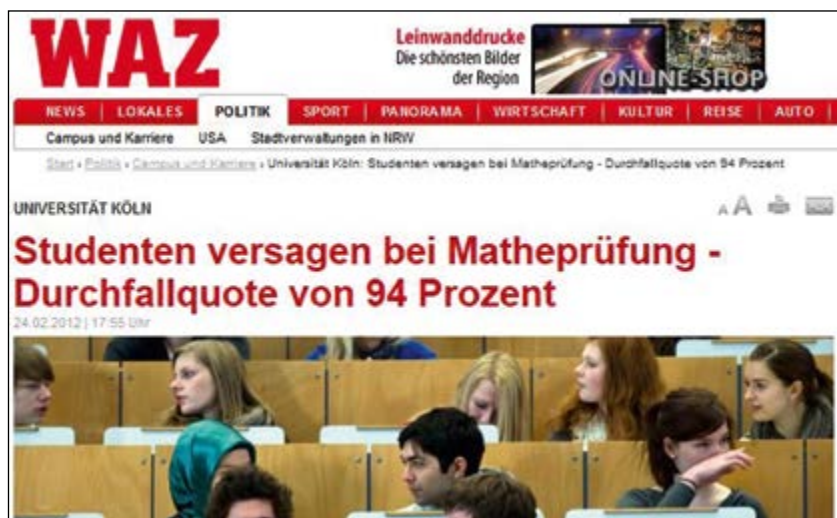 WAZ
Leinwanddrucke
Die schönsten Bilder
der Region
ONLINE-SHOP
NEWS | LOKALES | POLITIK | SPORT | PANORAMA | WIRTSCHAFT | KULTUR | REISE | AUTO |
Campus und Karriere USA Stadtverwaltungen in NRW
Start › Politik › Campus und Karriere › Universität Köln: Studenten versagen bei Matheprüfung - Durchfallquote von 94 Prozent
UNIVERSITÄT KÖLN
A A
Studenten versagen bei Matheprüfung -
Durchfallquote von 94 Prozent
24.02.2012 | 17:55 Uhr